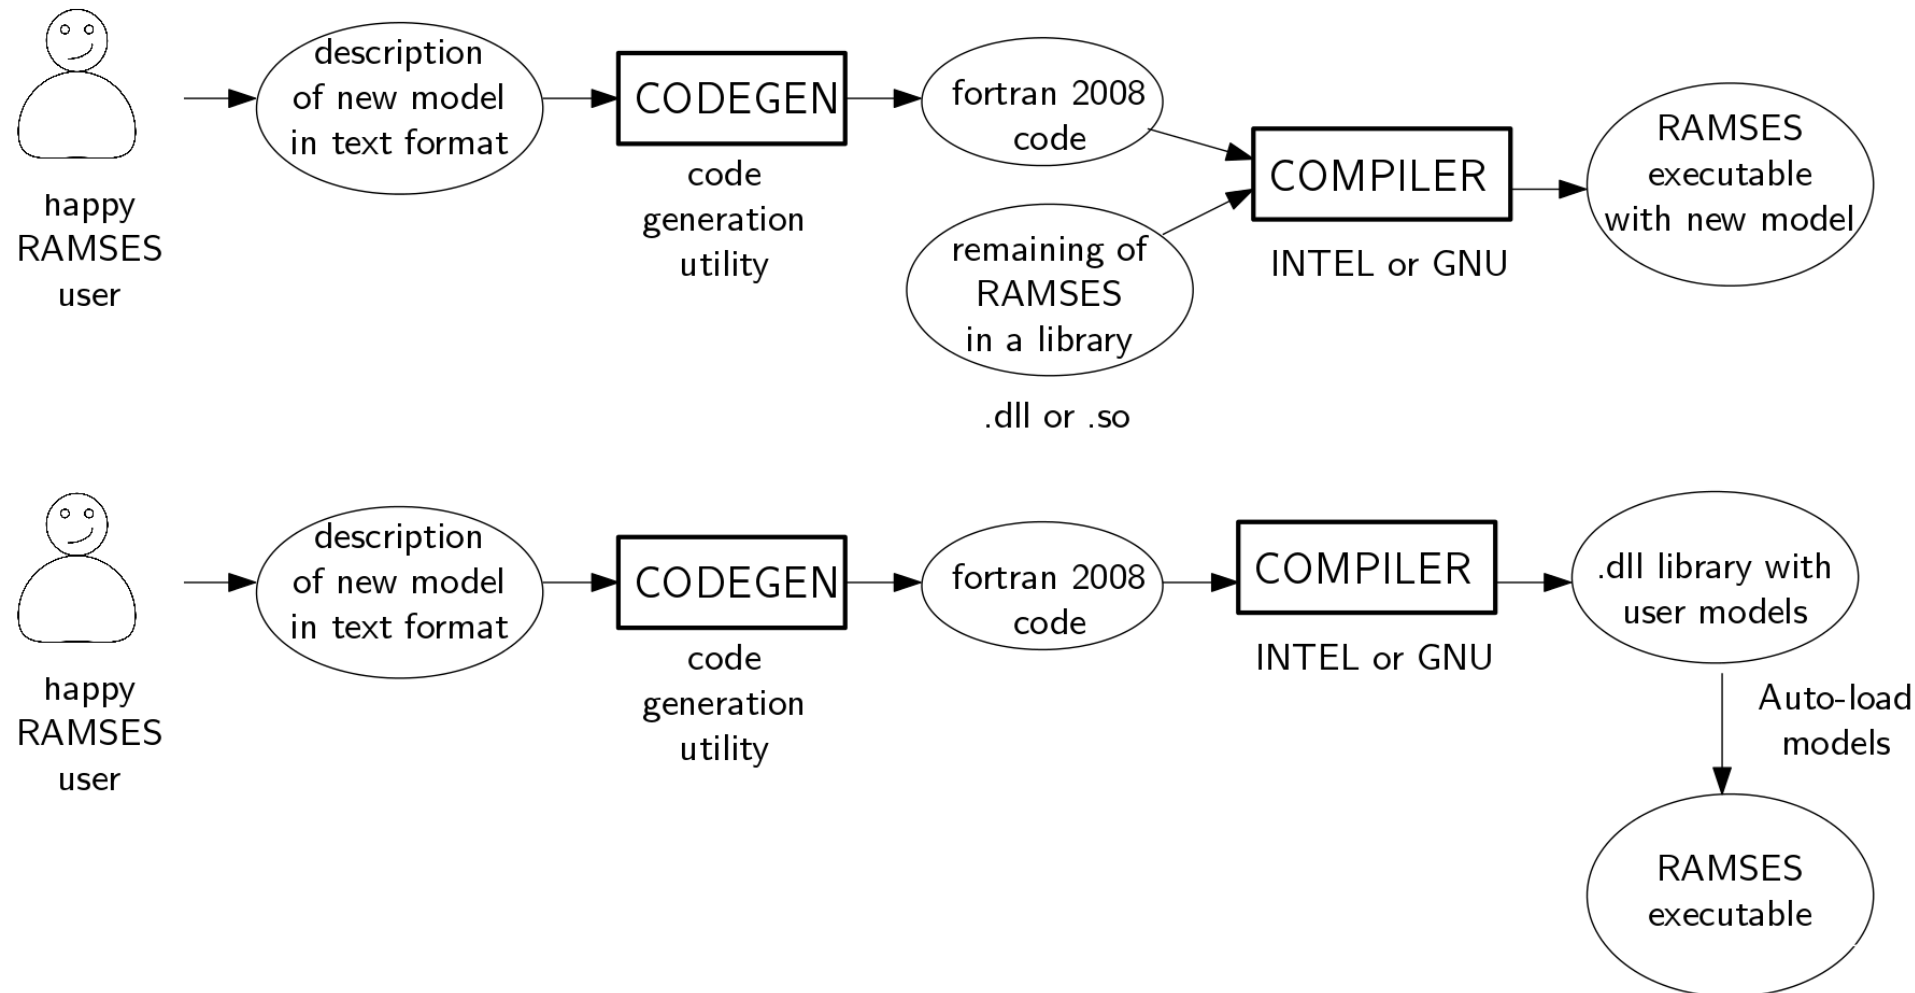 happy
RAMSES
user
description
of new model
in text format
CODEGEN
code
generation
utility
fortran 2008
code
remaining of
RAMSES
in a library
.dll or .so
COMPILER
INTEL or GNU
RAMSES
executable
with new model
happy
RAMSES
user
description
of new model
in text format
CODEGEN
code
generation
utility
fortran 2008
code
COMPILER
INTEL or GNU
.dll library with
user models
Auto-load
models
RAMSES
executable